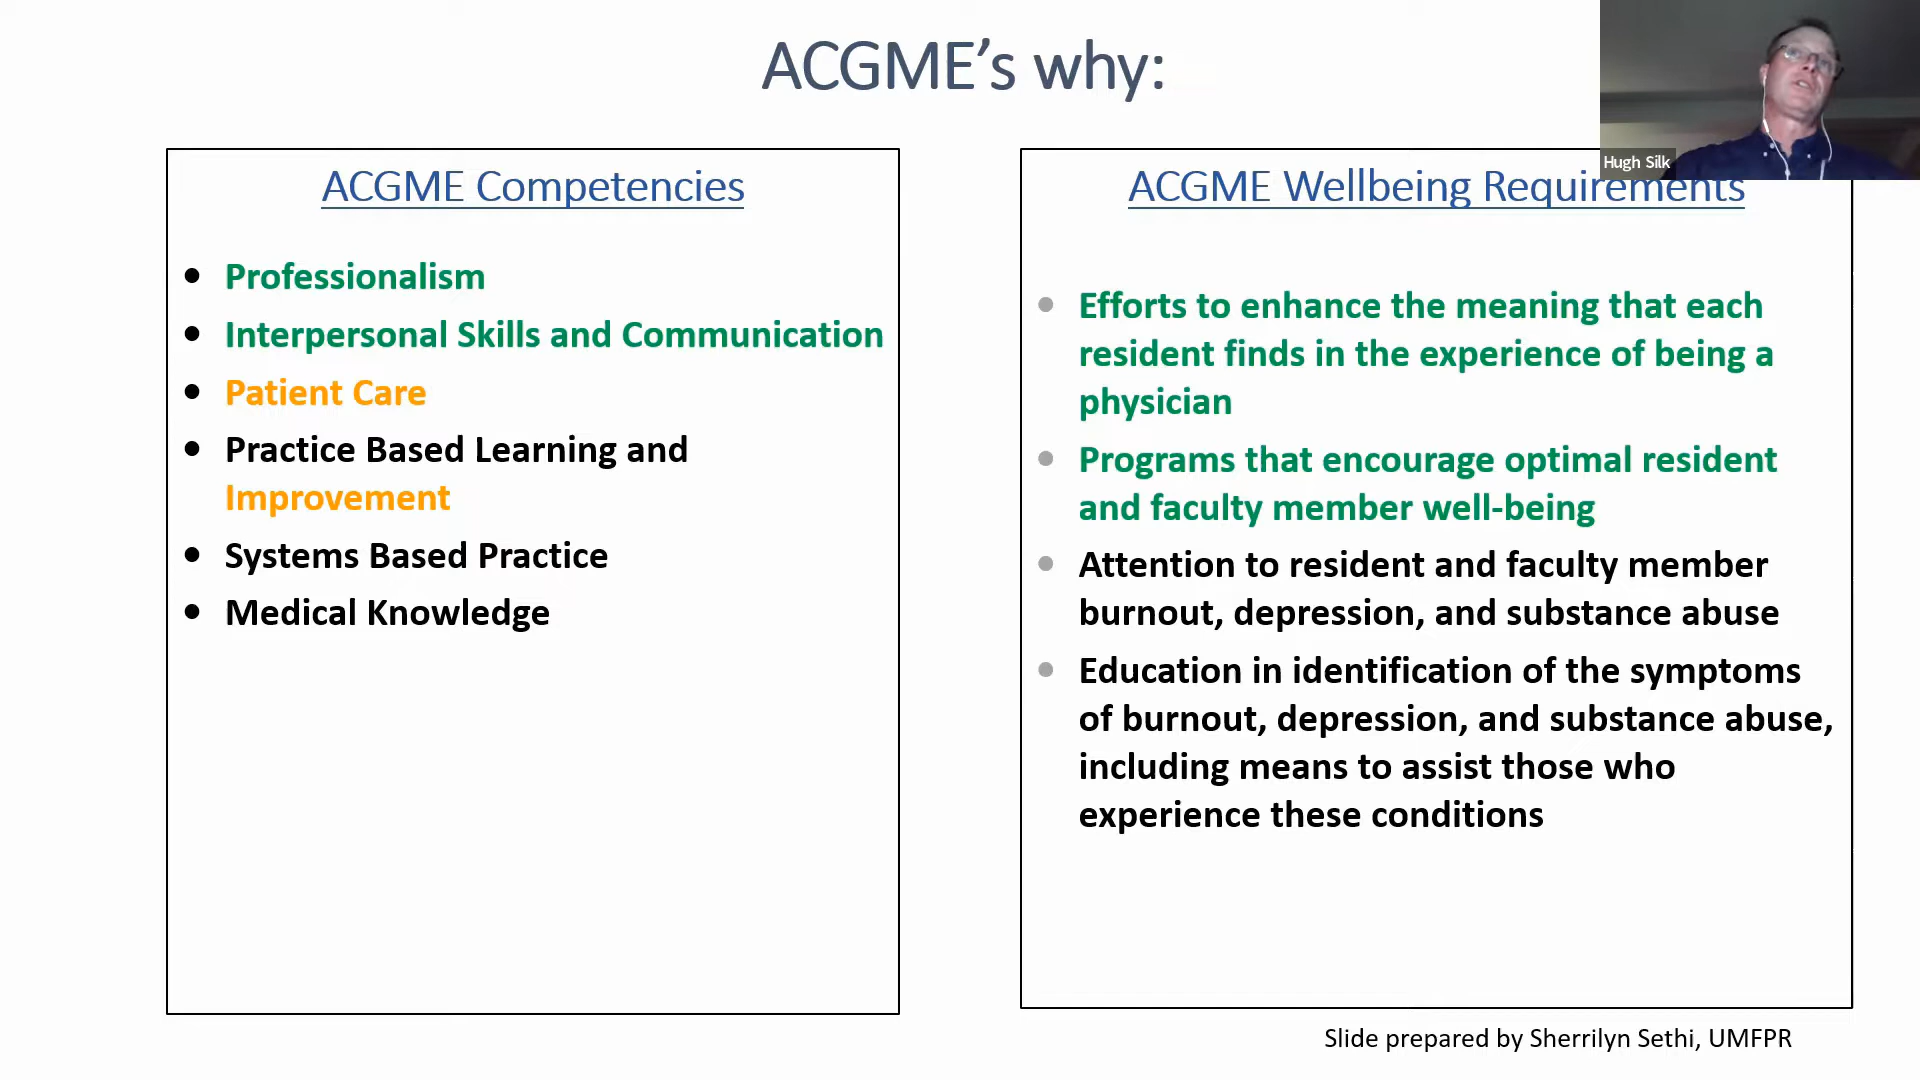 ACGME’s why:
Hugh Silk
ACGME Competencies
• Professionalism
• Interpersonal Skills and Communication
• Patient Care
• Practice Based Learning and
Improvement
• Systems Based Practice
• Medical Knowledge
ACGME Wellbeing Requirements
• Efforts to enhance the meaning that each
resident finds in the experience of being a
physician
• Programs that encourage optimal resident
and faculty member well-being
• Attention to resident and faculty member
burnout, depression, and substance abuse
• Education in identification of the symptoms
of burnout, depression, and substance abuse,
including means to assist those who
experience these conditions
Slide prepared by Sherrilyn Sethi, UMFPR